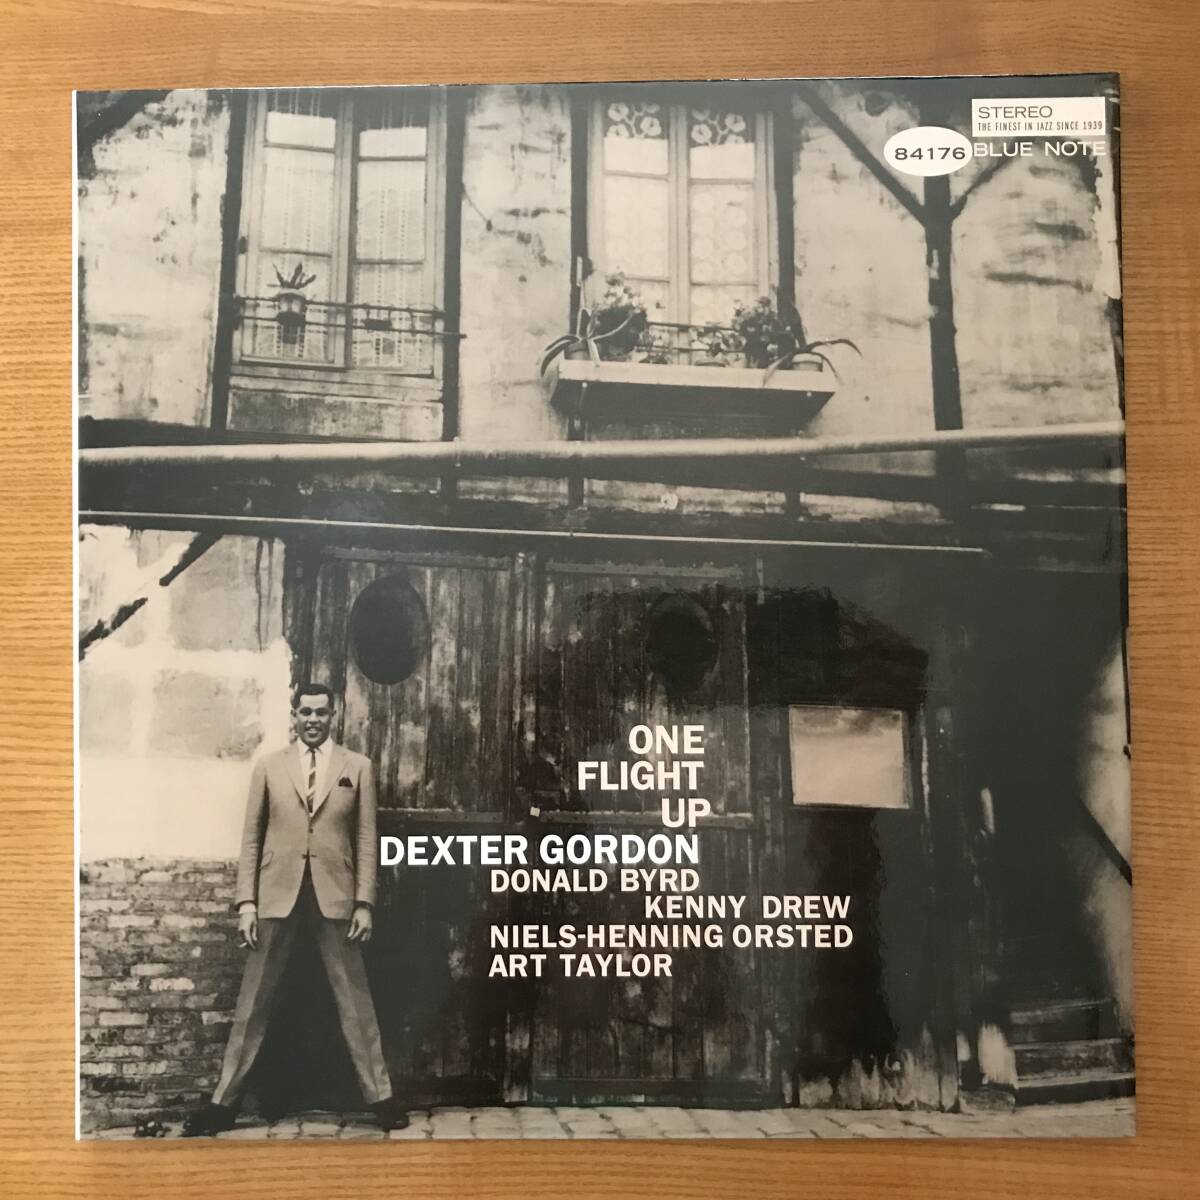 STEREO
THE FINEST IN JAZZ SINCE 1939
84176 BLUE NOTE
ONE
FLIGHT
UP
DEXTER GORDON
DONALD BYRD
KENNY DREW
NIELS-HENNING ORSTED
ART TAYLOR